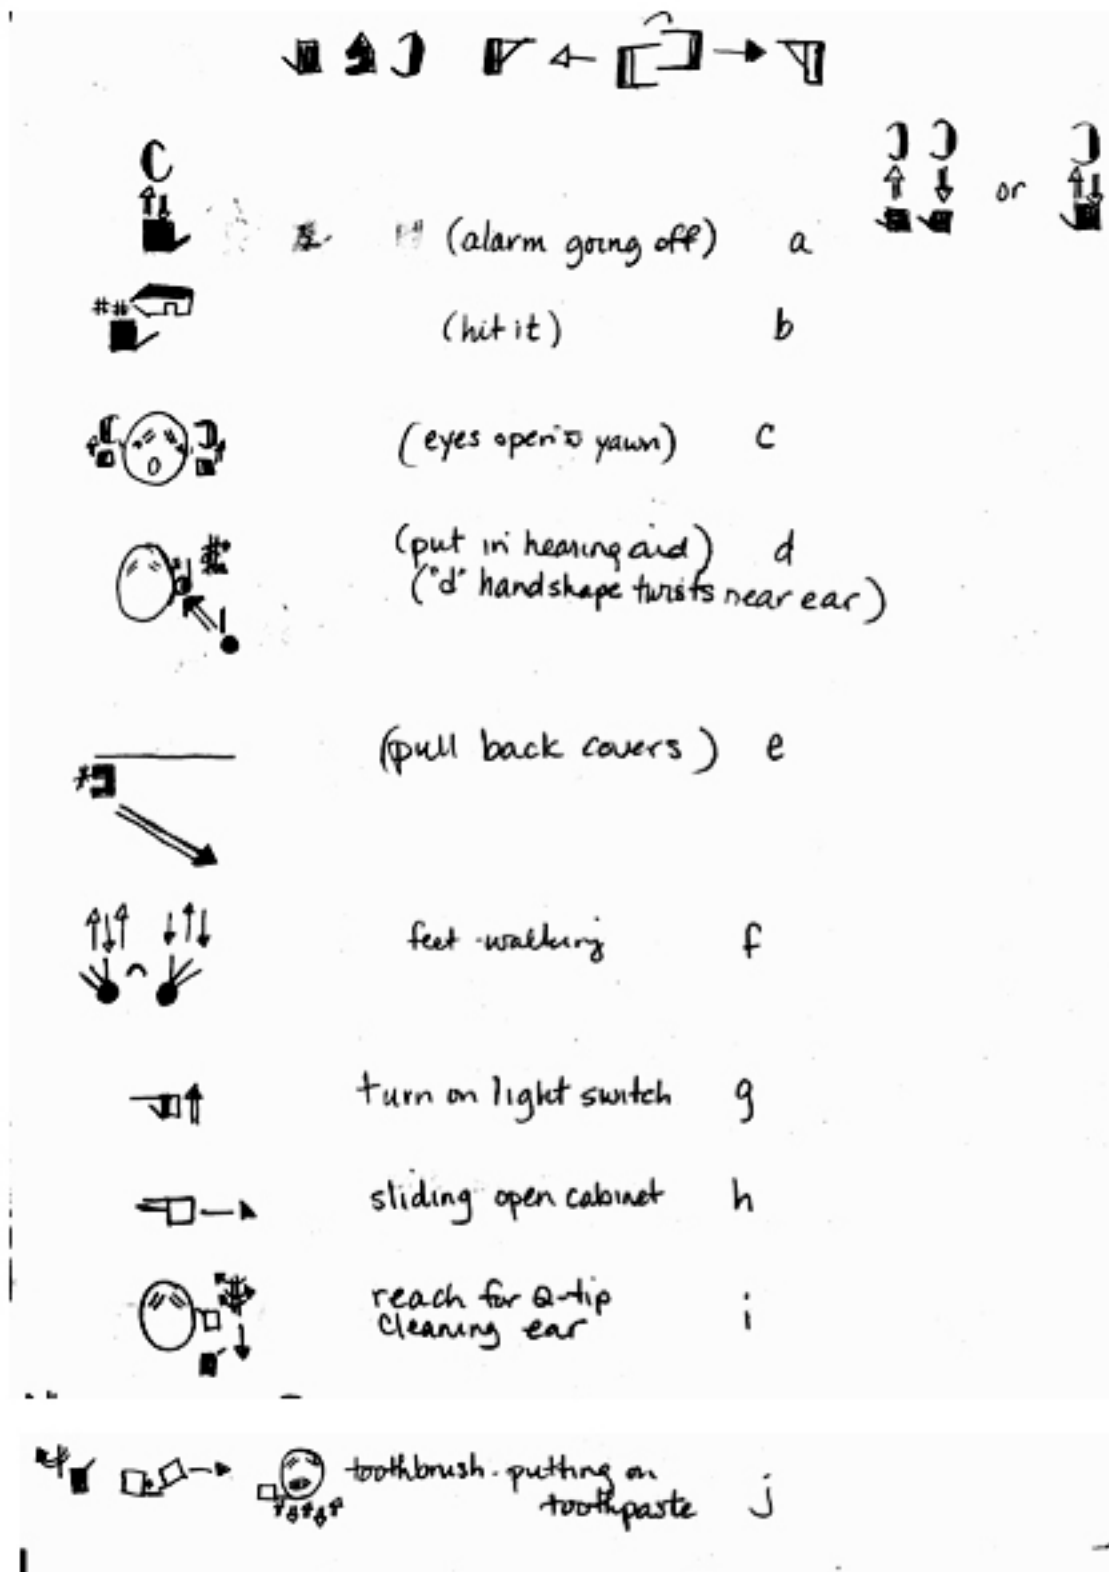 or
(alarm going off) a
(hit it) b
(eyes open yawn) c
(put in hearing aid) d
("d" handshape twists near ear)
(pull back covers) e
feet-walking f
turn on light switch g
sliding open cabinet h
reach for Q-tip
cleaning ear i
toothbrush-putting on
toothpaste j